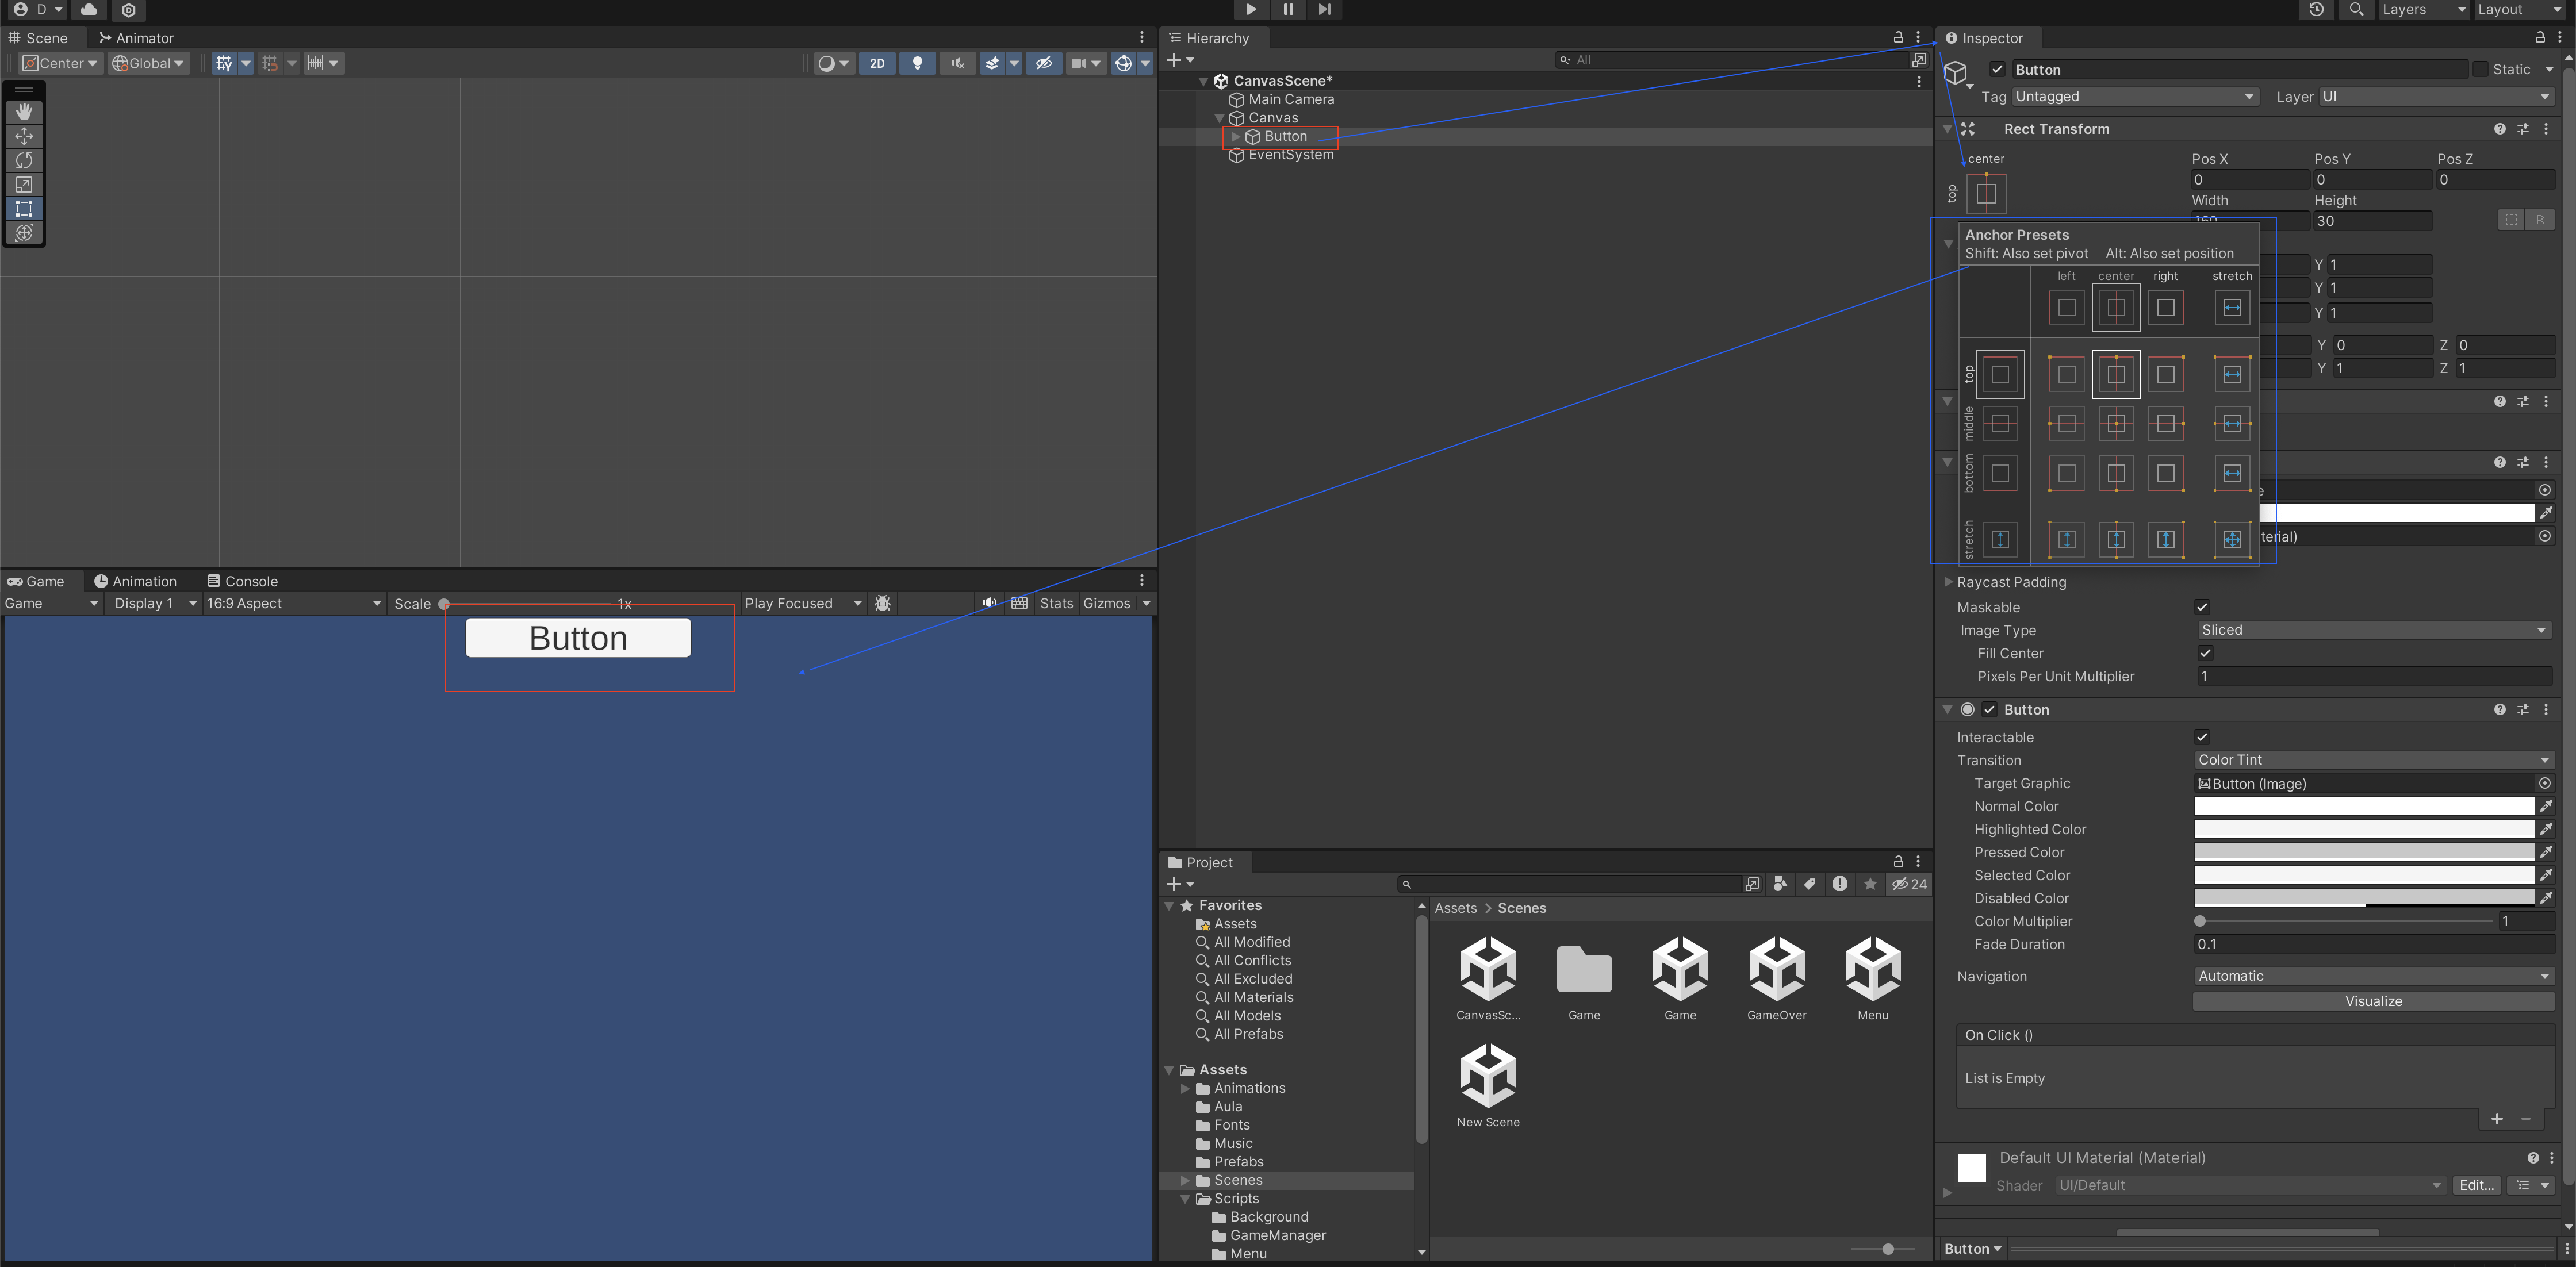 D
Layers
Layout
Scene
Animator
Center
Global
2D
Hierarchy
All
CanvasScene*
Main Camera
Canvas
Button
EventSystem
Inspector
Button
Static
Tag
Untagged
Layer
UI
Rect Transform
center
top
Pos X
Pos Y
Pos Z
0
0
0
Width
Height
160
30
R
Anchor Presets
Shift: Also set pivot
Alt: Also set position
left
center
right
stretch
top
middle
bottom
stretch
Y 1
Y 1
Y 1
Y 0
Z 0
Y 1
Z 1
terial)
Raycast Padding
Maskable
Image Type
Sliced
Fill Center
Pixels Per Unit Multiplier
1
Button
Interactable
Transition
Color Tint
Target Graphic
Button (Image)
Normal Color
Highlighted Color
Pressed Color
Selected Color
Disabled Color
Color Multiplier
1
Fade Duration
0.1
Navigation
Automatic
Visualize
On Click ()
List is Empty
Default UI Material (Material)
Shader
UI/Default
Edit...
Button
Game
Animation
Console
Game
Display 1
16:9 Aspect
Scale
1x
Play Focused
Stats
Gizmos
Button
Project
24
Favorites
Assets
All Modified
All Conflicts
All Excluded
All Materials
All Models
All Prefabs
Assets
Animations
Aula
Fonts
Music
Prefabs
Scenes
Scripts
Background
GameManager
Menu
Assets > Scenes
CanvasSc...
Game
Game
GameOver
Menu
New Scene